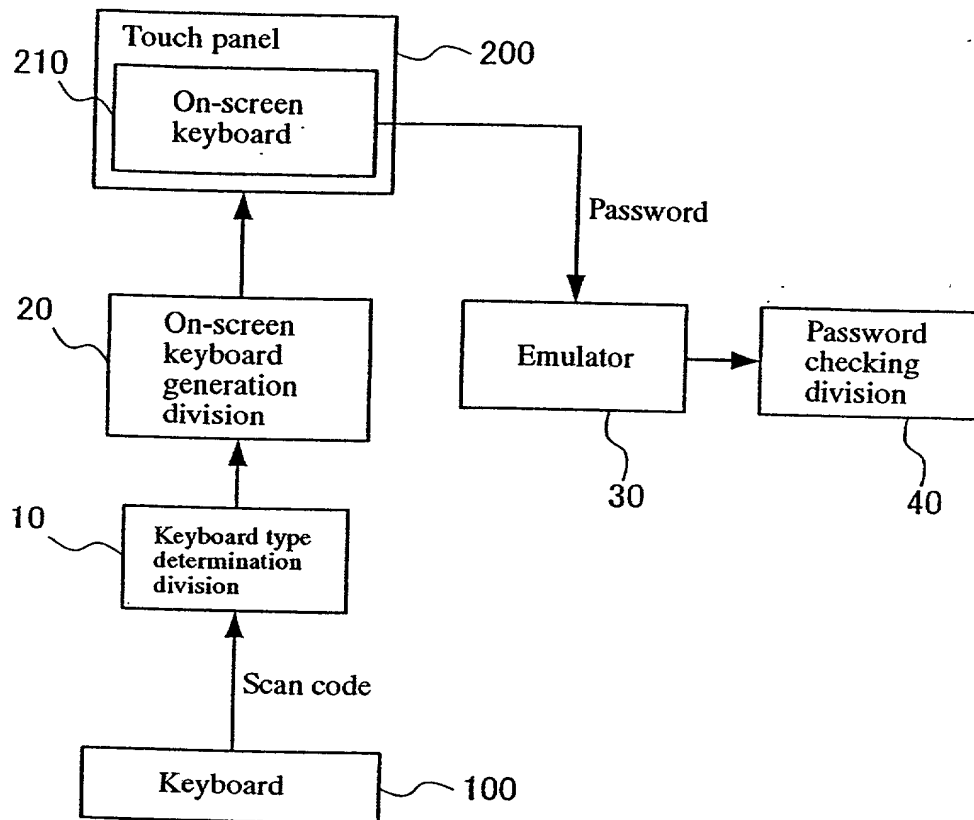 Touch panel
200
210
On-screen
keyboard
Password
20
On-screen
keyboard
generation
division
Emulator
Password
checking
division
30
40
10
Keyboard type
determination
division
Scan code
Keyboard
100